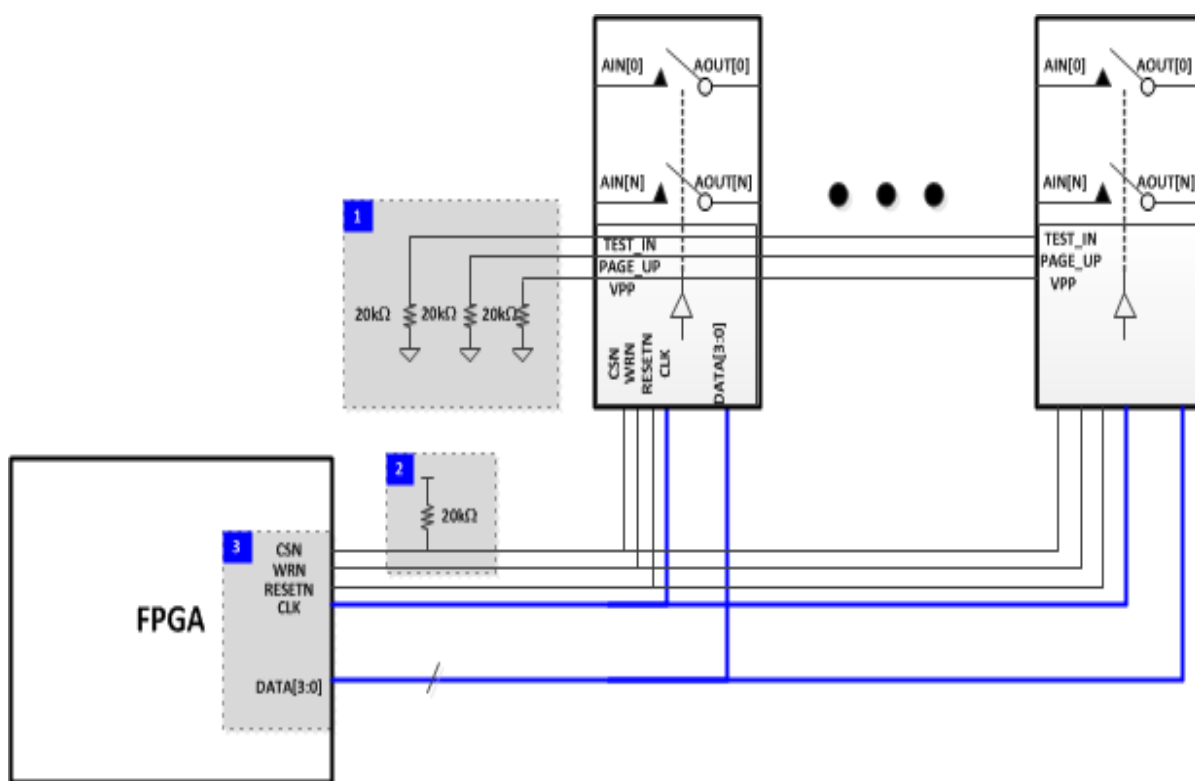 AIN[0] AOUT[0] AIN[0] AOUT[0]
AIN[N] AOUT[N] AIN[N] AOUT[N]
1
TEST_IN TEST_IN
PAGE_UP PAGE_UP
VPP VPP
20kΩ 20kΩ 20kΩ
CSN
WRN
RESETN
CLK
DATA[3:0]
2
20kΩ
3
CSN
WRN
RESETN
CLK
FPGA
DATA[3:0]